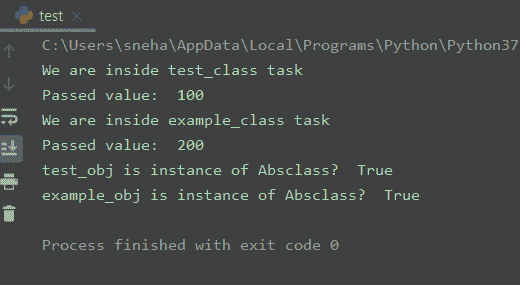 test
C:\Users\sneha\AppData\Local\Programs\Python\Python37
We are inside test_class task
Passed value:  100
We are inside example_class task
Passed value:  200
test_obj is instance of Absclass?  True
example_obj is instance of Absclass?  True
Process finished with exit code 0